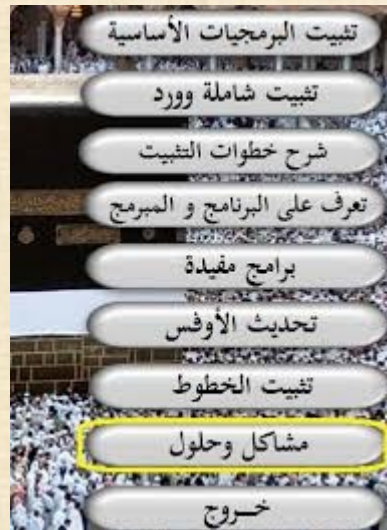 تثبيت البرمجيات الأساسية
تثبيت شاملة وورد
شرح خطوات التثبيت
تعرف على البرنامج و المبرمج
برامج مفيدة
تحديث الأوفس
تثبيت الخطوط
مشاكل وحلول
خــروج